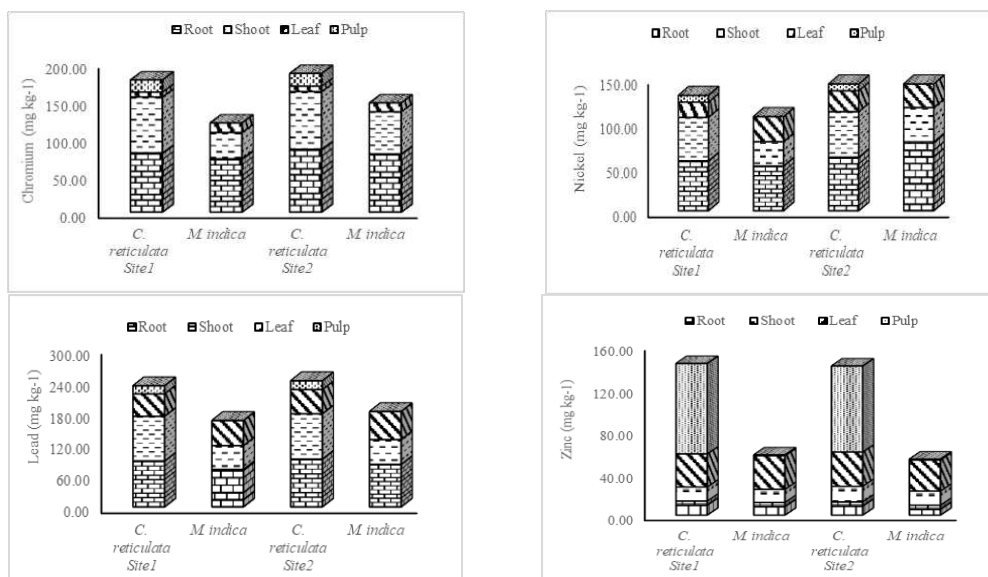 Root Shoot Leaf Pulp
Chromium (mg kg-1)
200.00
150.00
100.00
50.00
0.00
C. reticulata Site1
M. indica
C. reticulata Site2
M. indica
Root Shoot Leaf Pulp
Nickel (mg kg-1)
150.00
100.00
50.00
0.00
C. reticulata Site1
M. indica
C. reticulata Site2
M. indica
Root Shoot Leaf Pulp
Lead (mg kg-1)
300.00
240.00
180.00
120.00
60.00
0.00
C. reticulata Site1
M. indica
C. reticulata Site2
M. indica
Root Shoot Leaf Pulp
Zinc (mg kg-1)
160.00
120.00
80.00
40.00
0.00
C. reticulata Site1
M. indica
C. reticulata Site2
M. indica